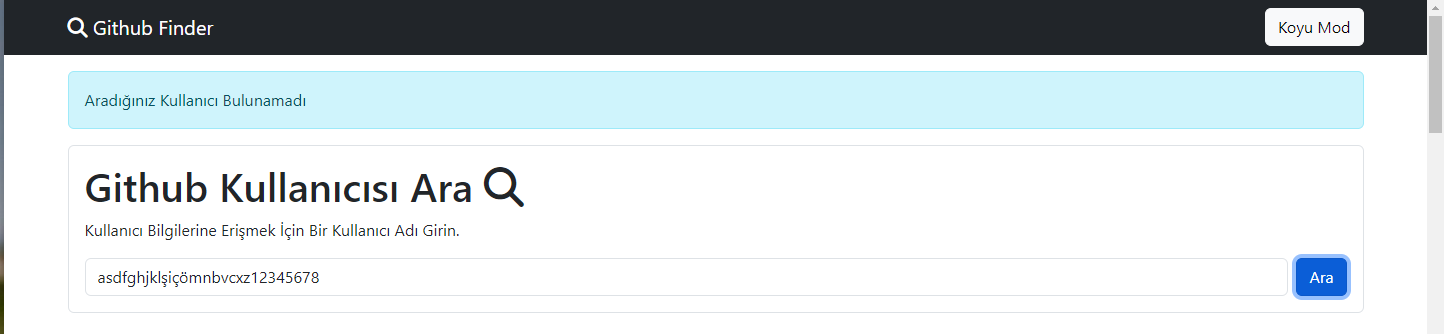 Github Finder
Koyu Mod
Aradığınız Kullanıcı Bulunamadı
Github Kullanıcısı Ara
Kullanıcı Bilgilerine Erişmek İçin Bir Kullanıcı Adı Girin.
asdfghjklşiçömnbvcxz12345678
Ara